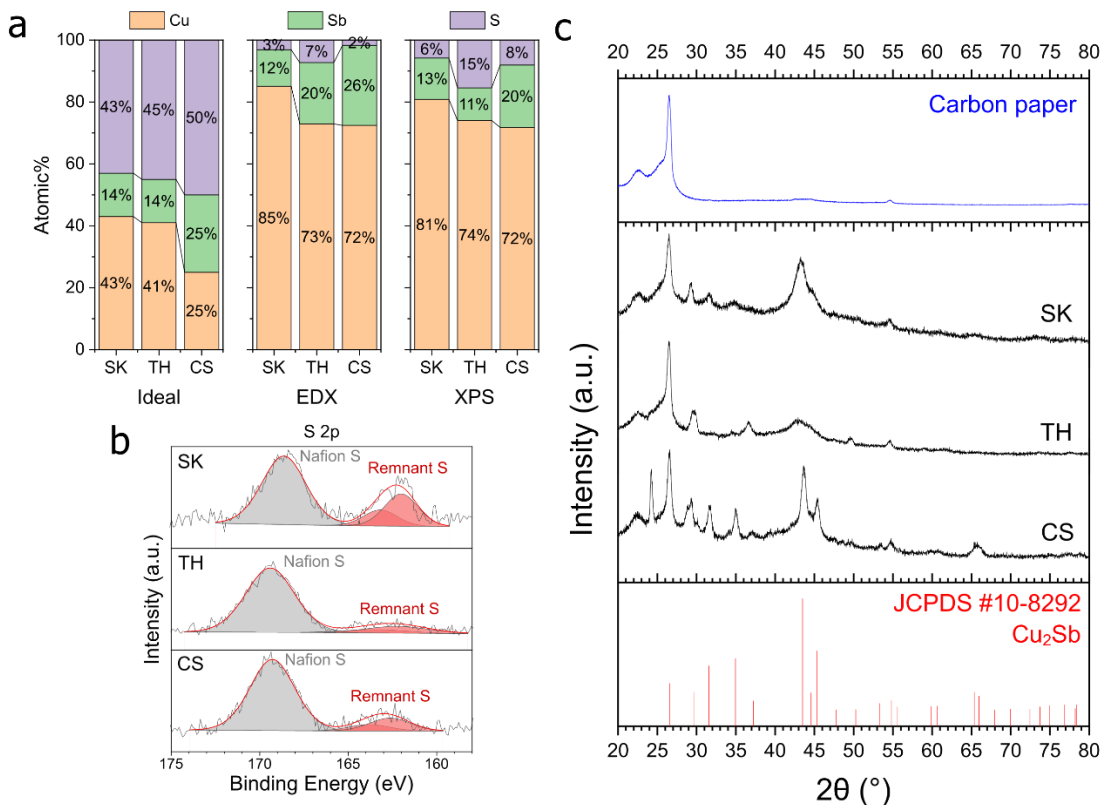 a
Cu
Sb
S
Atomic%
100
80
60
40
20
0
43%
45%
50%
14%
14%
25%
43%
41%
25%
SK
TH
CS
Ideal
3%
7%
2%
12%
20%
26%
85%
73%
72%
SK
TH
CS
EDX
6%
15%
8%
13%
11%
20%
81%
74%
72%
SK
TH
CS
XPS
b
S 2p
SK
Nafion S
Remnant S
TH
Nafion S
Remnant S
CS
Nafion S
Remnant S
Intensity (a.u.)
175 170 165 160
Binding Energy (eV)
c
20 25 30 35 40 45 50 55 60 65 70 75 80
Carbon paper
SK
TH
CS
Intensity (a.u.)
JCPDS #10-8292
Cu₂Sb
20 25 30 35 40 45 50 55 60 65 70 75 80
2θ (°)